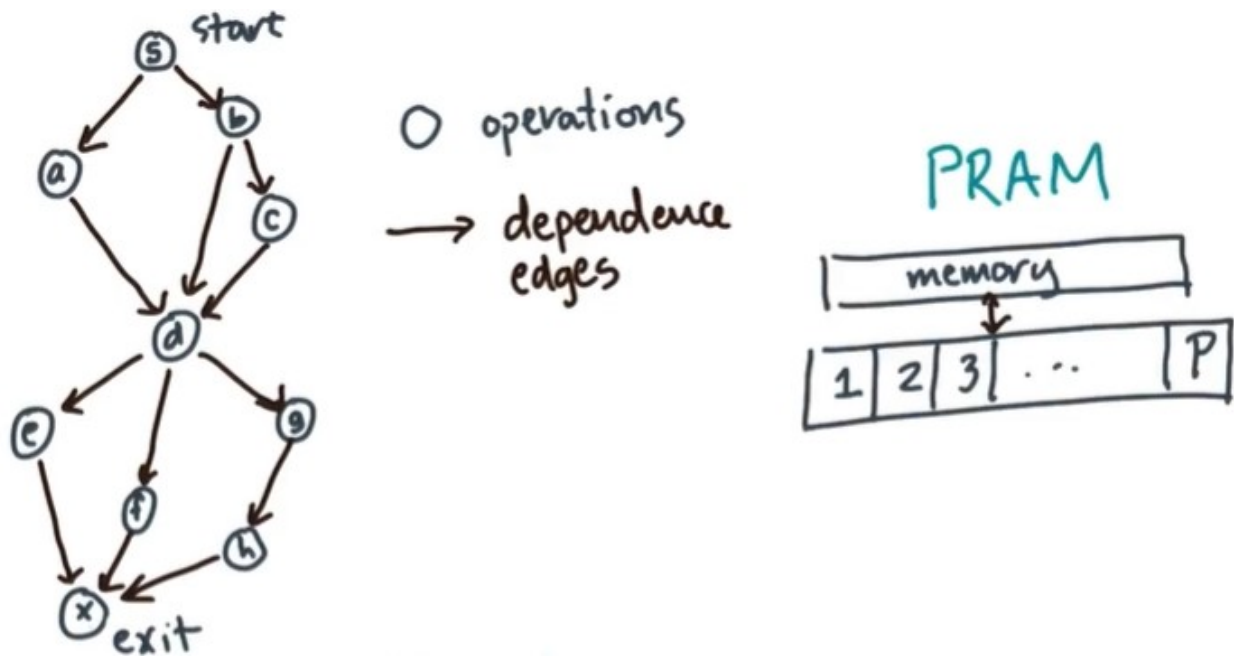 start
s
b
a
c
d
e
g
f
h
x
exit
operations
dependence
edges
PRAM
memory
1 2 3 ... P